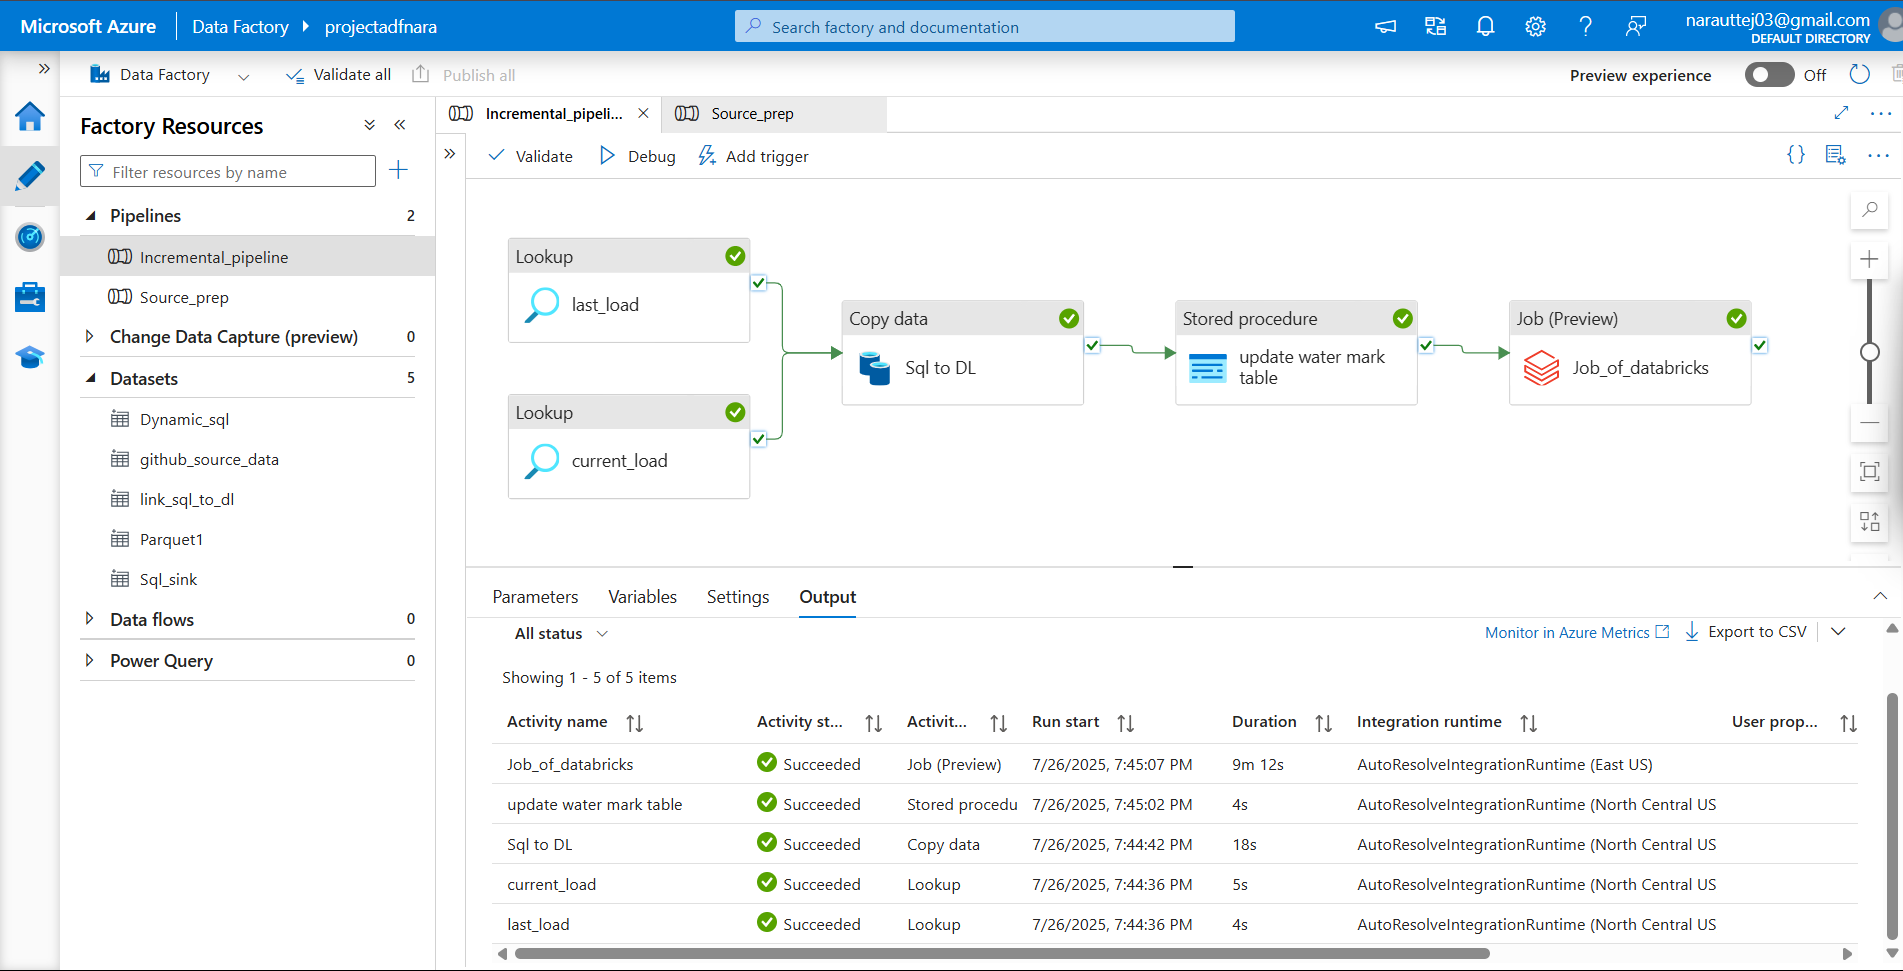 Microsoft Azure
Data Factory
projectadfnara
Search factory and documentation
narauttej03@gmail.com
DEFAULT DIRECTORY
Data Factory
Validate all
Publish all
Preview experience
Off
Factory Resources
Filter resources by name
Pipelines 2
Incremental_pipeline
Source_prep
Change Data Capture (preview) 0
Datasets 5
Dynamic_sql
github_source_data
link_sql_to_dl
Parquet1
Sql_sink
Data flows 0
Power Query 0
Incremental_pipeli...
Source_prep
Validate
Debug
Add trigger
Lookup
last_load
Lookup
current_load
Copy data
Sql to DL
Stored procedure
update water mark
table
Job (Preview)
Job_of_databricks
Parameters Variables Settings Output
All status
Monitor in Azure Metrics
Export to CSV
Showing 1 - 5 of 5 items
Activity name Activity st... Activit... Run start Duration Integration runtime User prop...
Job_of_databricks Succeeded Job (Preview) 7/26/2025, 7:45:07 PM 9m 12s AutoResolveIntegrationRuntime (East US)
update water mark table Succeeded Stored procedu 7/26/2025, 7:45:02 PM 4s AutoResolveIntegrationRuntime (North Central US
Sql to DL Succeeded Copy data 7/26/2025, 7:44:42 PM 18s AutoResolveIntegrationRuntime (North Central US
current_load Succeeded Lookup 7/26/2025, 7:44:36 PM 5s AutoResolveIntegrationRuntime (North Central US
last_load Succeeded Lookup 7/26/2025, 7:44:36 PM 4s AutoResolveIntegrationRuntime (North Central US